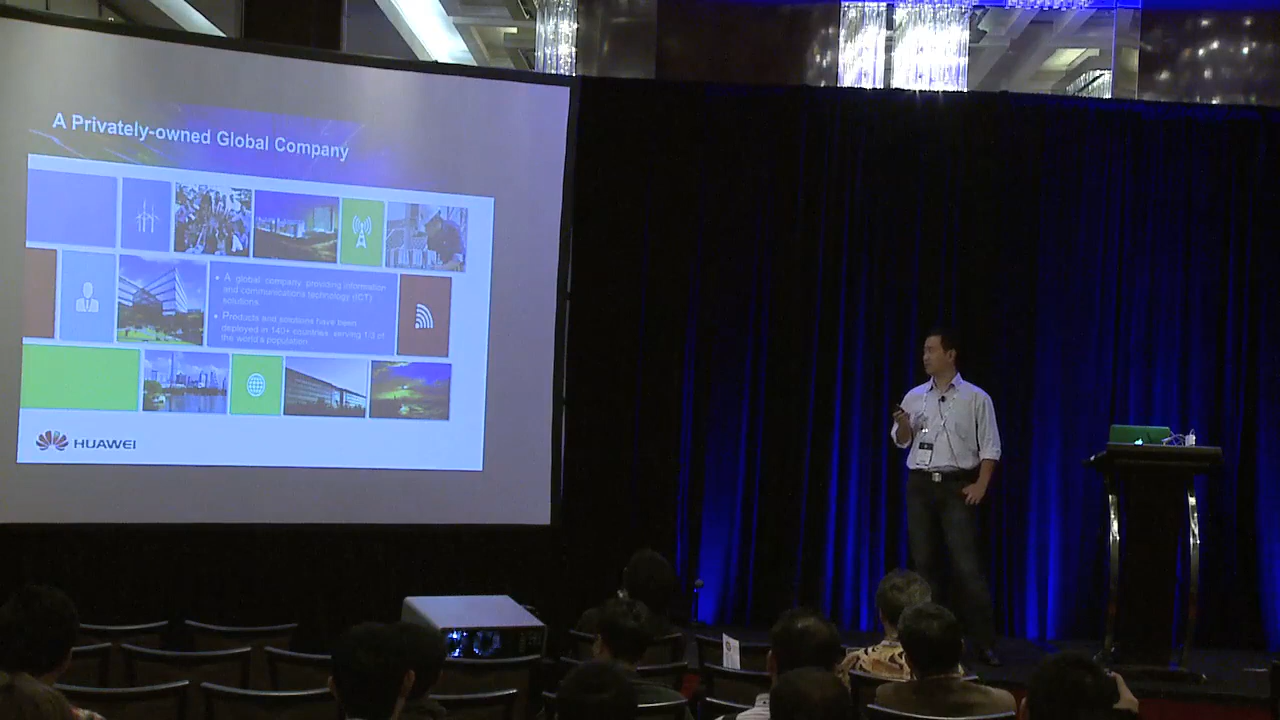 A Privately-owned Global Company
• A global company providing information
and communications technology (ICT)
solutions.
• Products and solutions have been
deployed in 140+ countries, serving 1/3 of
the world's population.
HUAWEI